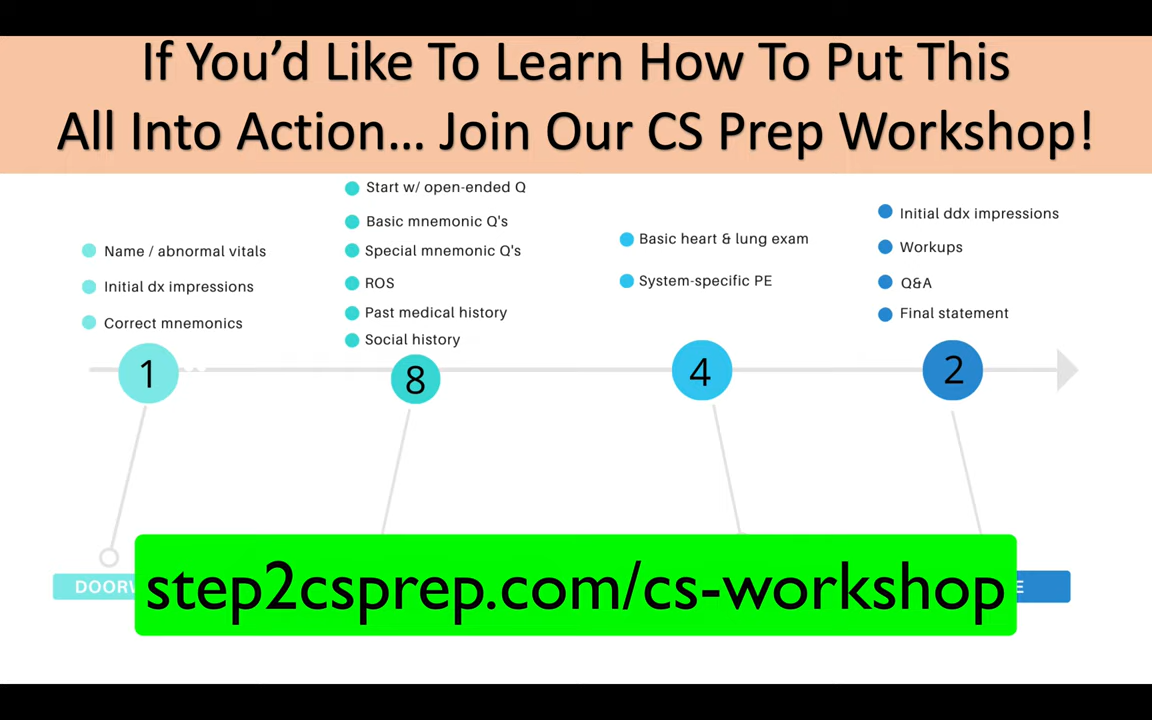 If You’d Like To Learn How To Put This
All Into Action... Join Our CS Prep Workshop!
Name / abnormal vitals
Initial dx impressions
Correct mnemonics
1
Start w/ open-ended Q
Basic mnemonic Q's
Special mnemonic Q's
ROS
Past medical history
Social history
8
Basic heart & lung exam
System-specific PE
4
Initial ddx impressions
Workups
Q&A
Final statement
2
step2csprep.com/cs-workshop